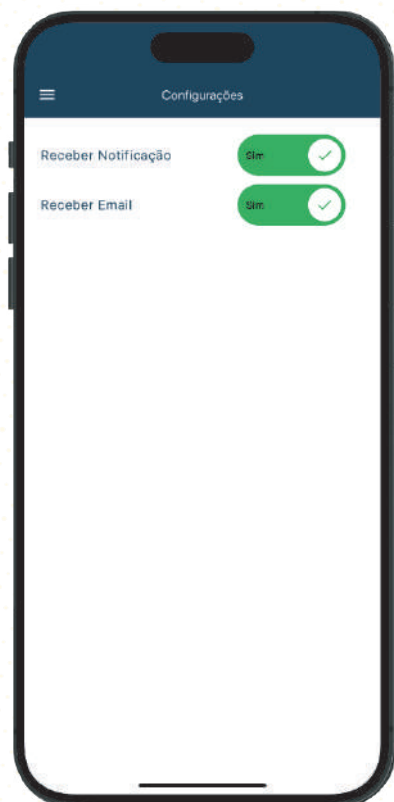 Configurações
Receber Notificação
Sim
Receber Email
Sim